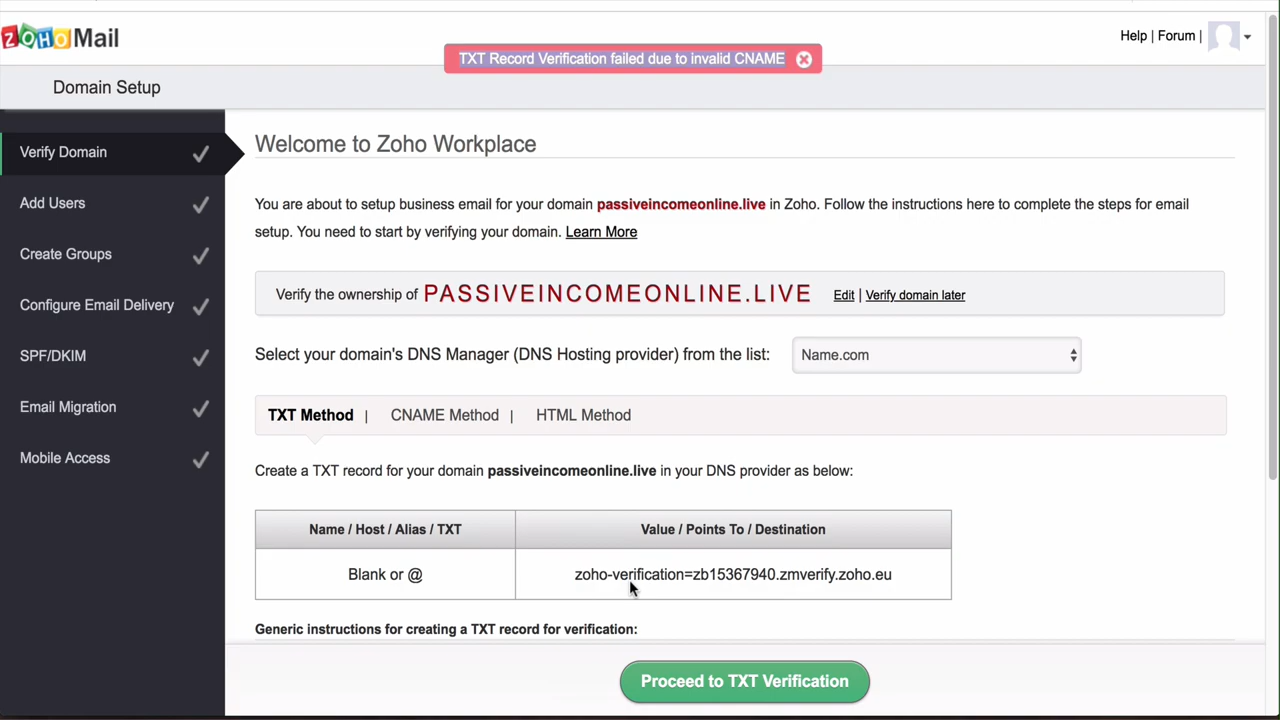 ZOHO Mail
Help | Forum |
TXT Record Verification failed due to invalid CNAME
Domain Setup
Verify Domain
Add Users
Create Groups
Configure Email Delivery
SPF/DKIM
Email Migration
Mobile Access
Welcome to Zoho Workplace
You are about to setup business email for your domain passiveincomeonline.live in Zoho. Follow the instructions here to complete the steps for email
setup. You need to start by verifying your domain. Learn More
Verify the ownership of PASSIVEINCOMEONLINE.LIVE Edit | Verify domain later
Select your domain's DNS Manager (DNS Hosting provider) from the list: Name.com
TXT Method | CNAME Method | HTML Method
Create a TXT record for your domain passiveincomeonline.live in your DNS provider as below:
Name / Host / Alias / TXT Value / Points To / Destination
Blank or @ zoho-verification=zb15367940.zmverify.zoho.eu
Generic instructions for creating a TXT record for verification:
Proceed to TXT Verification